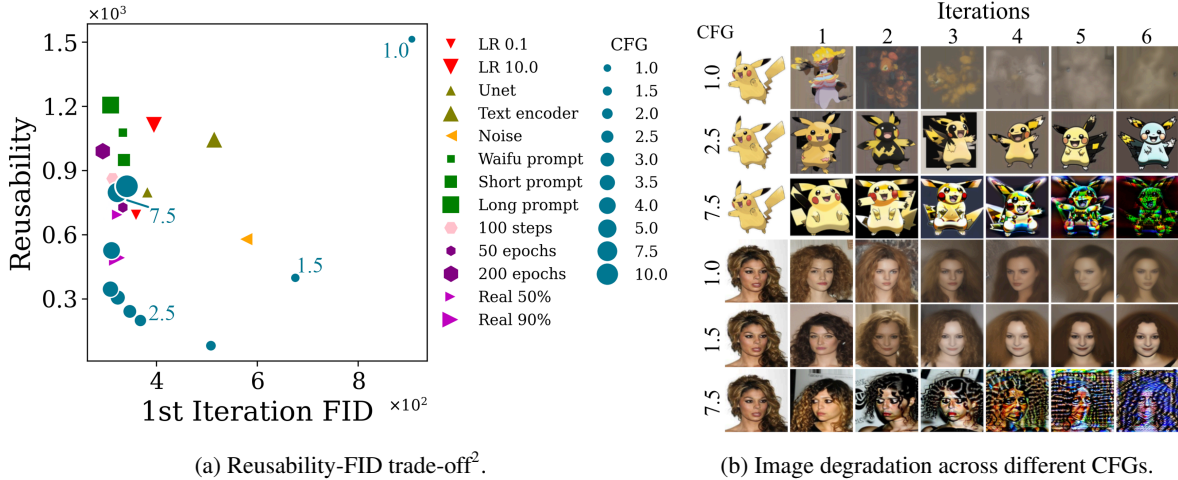 ×10³
1.5
1.2
0.9
0.6
0.3
Reusability
1.0
7.5
1.5
2.5
4 6 8
1st Iteration FID ×10²
LR 0.1
LR 10.0
Unet
Text encoder
Noise
Waifu prompt
Short prompt
Long prompt
100 steps
50 epochs
200 epochs
Real 50%
Real 90%
CFG
1.0
1.5
2.0
2.5
3.0
3.5
4.0
5.0
7.5
10.0
(a) Reusability-FID trade-off².
Iterations
CFG 1 2 3 4 5 6
1.0
2.5
7.5
1.0
1.5
7.5
(b) Image degradation across different CFGs.